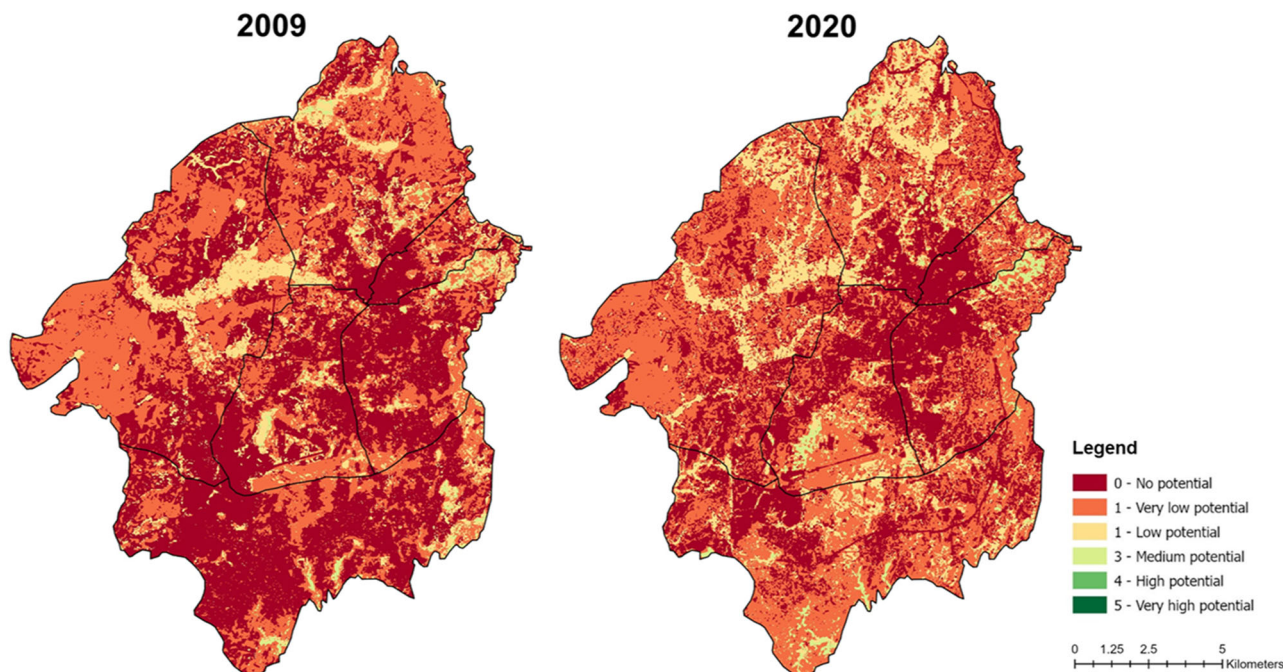 2009
2020
Legend
0 - No potential
1 - Very low potential
1 - Low potential
3 - Medium potential
4 - High potential
5 - Very high potential
0 1.25 2.5 5
Kilometers